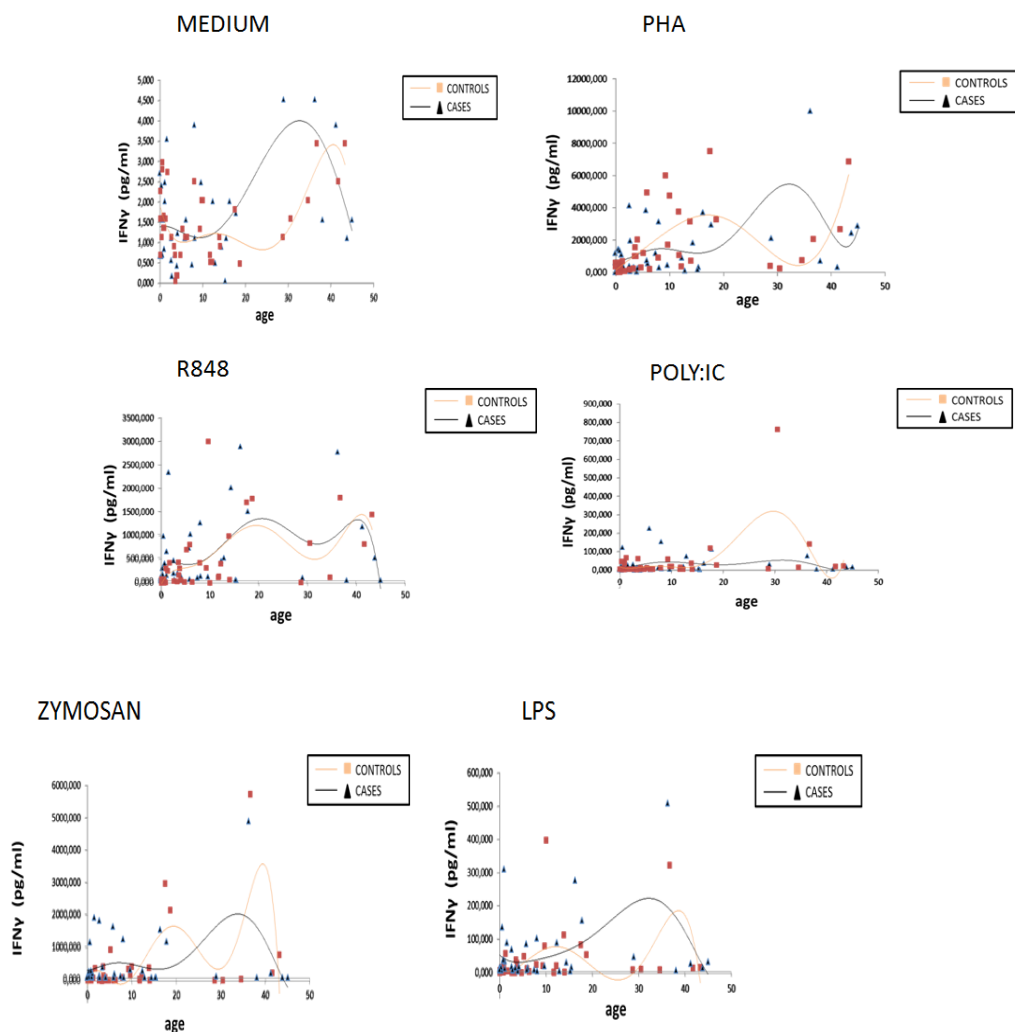 MEDIUM
PHA
CONTROLS
CASES
5,000
4,500
4,000
3,500
3,000
2,500
2,000
1,500
1,000
0,500
0,000
IFNγ (pg/ml)
0 10 20 30 40 50
age
CONTROLS
CASES
12000,000
10000,000
8000,000
6000,000
4000,000
2000,000
0,000
IFNγ (pg/ml)
0 10 20 30 40 50
age
R848
POLY:IC
CONTROLS
CASES
3500,000
3000,000
2500,000
2000,000
1500,000
1000,000
500,000
0,000
IFNγ (pg/ml)
0 10 20 30 40 50
age
CONTROLS
CASES
900,000
800,000
700,000
600,000
500,000
400,000
300,000
200,000
100,000
0,000
IFNγ (pg/ml)
0 10 20 30 40 50
age
ZYMOSAN
LPS
CONTROLS
CASES
6000,000
5000,000
4000,000
3000,000
2000,000
1000,000
0,000
IFNγ (pg/ml)
0 10 20 30 40 50
age
CONTROLS
CASES
600,000
500,000
400,000
300,000
200,000
100,000
0,000
IFNγ (pg/ml)
0 10 20 30 40 50
age